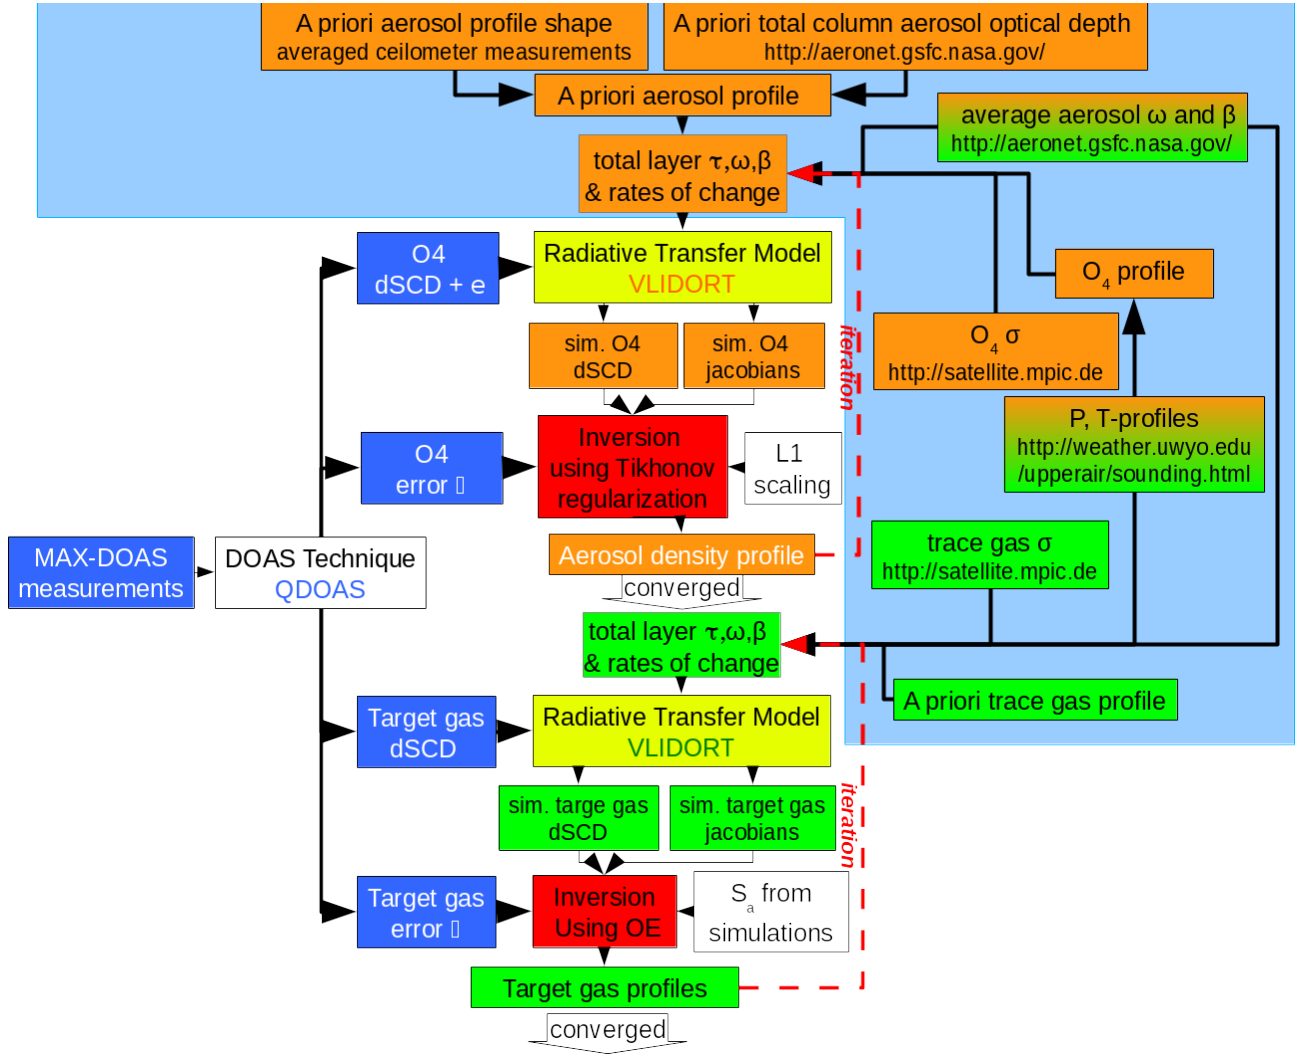 A priori aerosol profile shape
averaged ceilometer measurements
A priori total column aerosol optical depth
http://aeronet.gsfc.nasa.gov/
A priori aerosol profile
average aerosol ω and β
http://aeronet.gsfc.nasa.gov/
total layer τ,ω,β
& rates of change
O4
dSCD + e
Radiative Transfer Model
VLIDORT
O4 profile
sim. O4
dSCD
sim. O4
jacobians
iteration
O4 σ
http://satellite.mpic.de
P, T-profiles
http://weather.uwyo.edu
/upperair/sounding.html
O4
error
Inversion
using Tikhonov
regularization
L1
scaling
MAX-DOAS
measurements
DOAS Technique
QDOAS
Aerosol density profile
converged
trace gas σ
http://satellite.mpic.de
total layer τ,ω,β
& rates of change
A priori trace gas profile
Target gas
dSCD
Radiative Transfer Model
VLIDORT
sim. targe gas
dSCD
sim. target gas
jacobians
iteration
Target gas
error
Inversion
Using OE
Sa from
simulations
Target gas profiles
converged